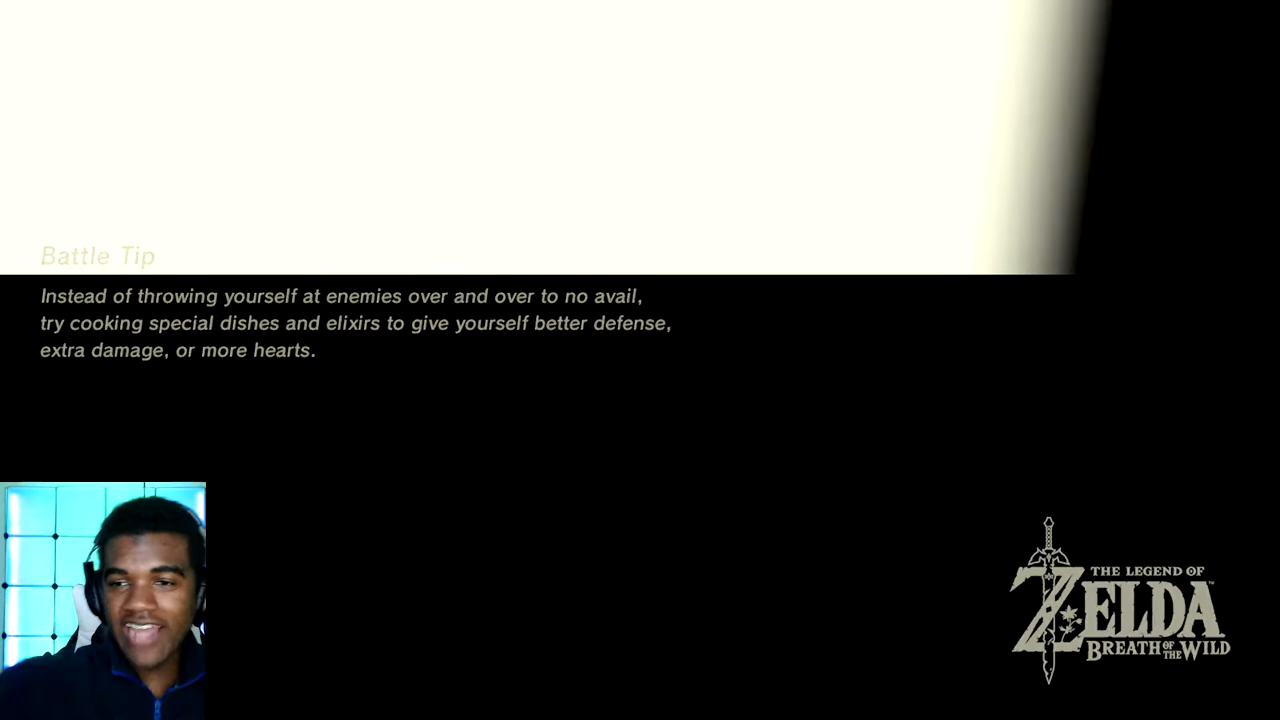 Battle Tip
Instead of throwing yourself at enemies over and over to no avail,
try cooking special dishes and elixirs to give yourself better defense,
extra damage, or more hearts.
THE LEGEND OF
ZELDA™
BREATH OF THE WILD